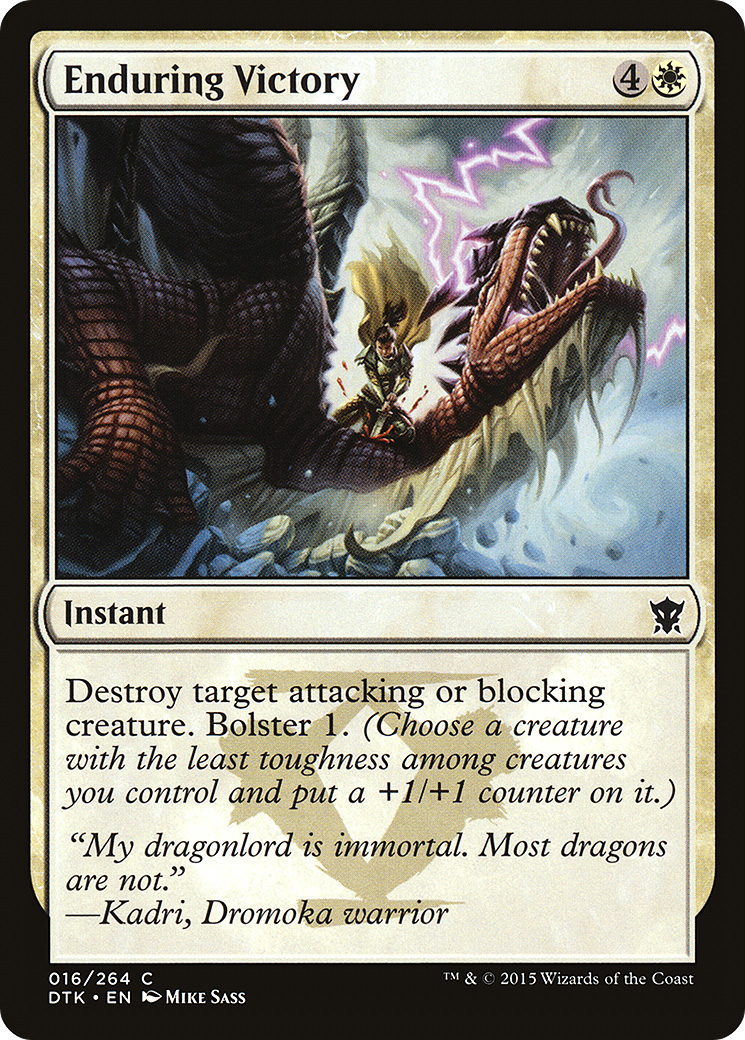 Enduring Victory 4
Instant
Destroy target attacking or blocking
creature. Bolster 1. (Choose a creature
with the least toughness among creatures
you control and put a +1/+1 counter on it.)
“My dragonlord is immortal. Most dragons
are not.”
—Kadri, Dromoka warrior
016/264 C
DTK • EN Mike Sass
™ & © 2015 Wizards of the Coast